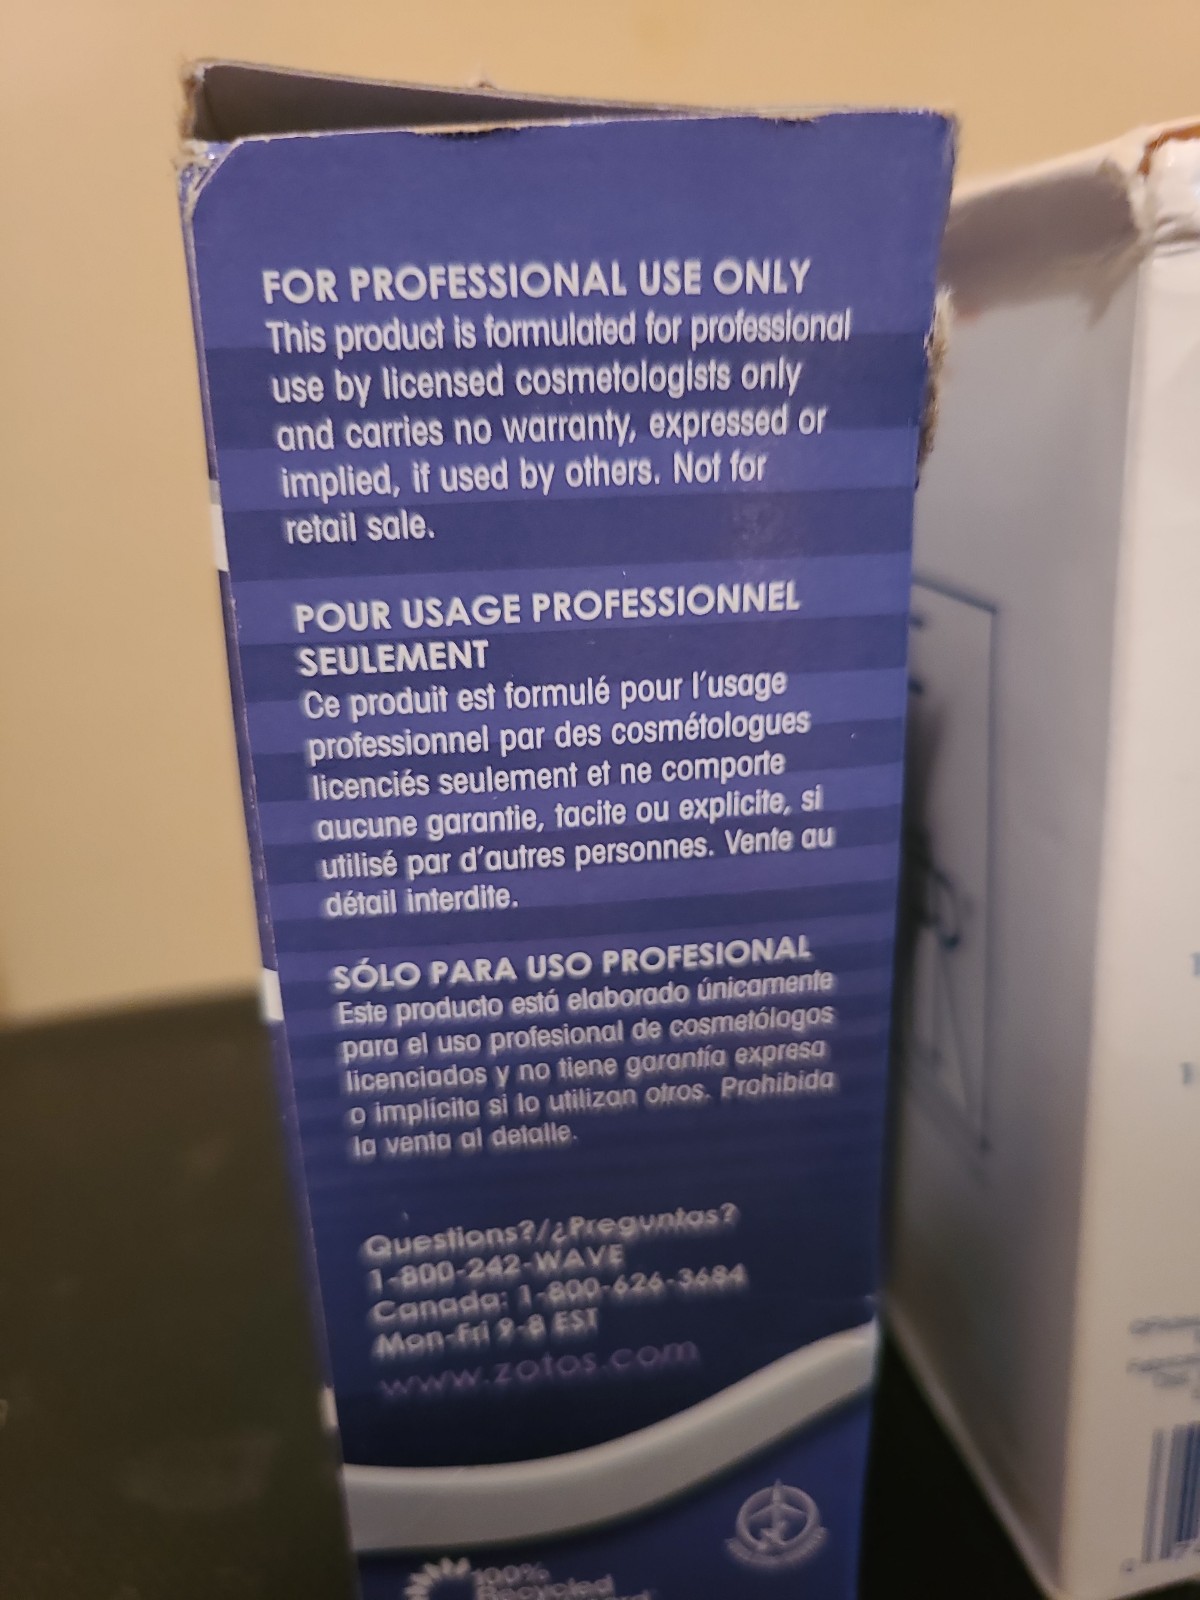 FOR PROFESSIONAL USE ONLY
This product is formulated for professional
use by licensed cosmetologists only
and carries no warranty, expressed or
implied, if used by others. Not for
retail sale.
POUR USAGE PROFESSIONNEL
SEULEMENT
Ce produit est formulé pour l'usage
professionnel par des cosmétologues
licenciés seulement et ne comporte
aucune garantie, tacite ou explicite, si
utilisé par d'autres personnes. Vente au
détail interdite.
SÓLO PARA USO PROFESIONAL
Este producto está elaborado únicamente
para el uso profesional de cosmetólogos
licenciados y no tiene garantía expresa
o implícita si lo utilizan otros. Prohibida
la venta al detalle.
Questions?/¿Preguntas?
1-800-242-WAVE
Canada: 1-800-626-3684
Mon-Fri 9-8 EST
www.zotos.com
100%
Recycled